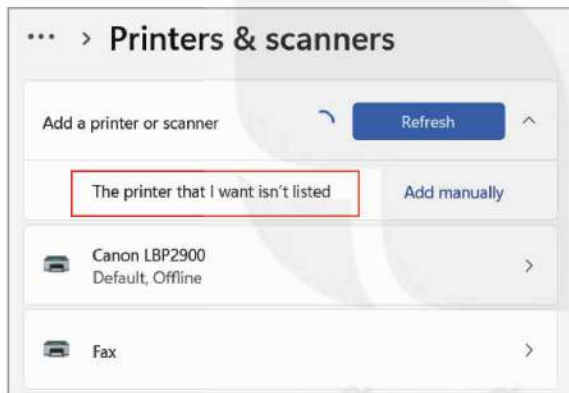 ... > Printers & scanners
Add a printer or scanner Refresh
The printer that I want isn't listed Add manually
Canon LBP2900
Default, Offline
Fax